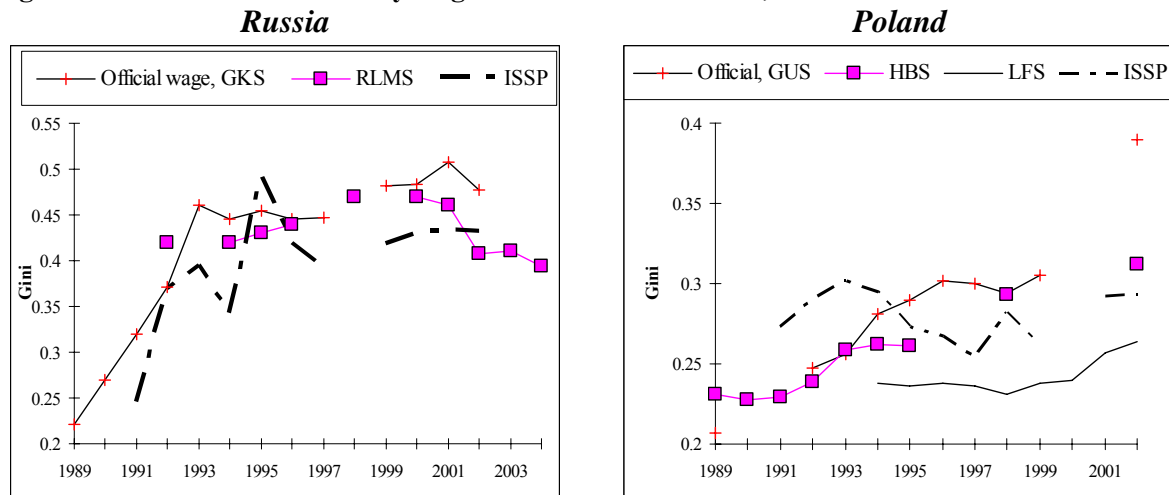 Russia
Poland
Official wage, GKS RLMS ISSP
Official, GUS HBS LFS ISSP
0.55
0.5
0.45
0.4
0.35
0.3
0.25
0.2
Gini
1989 1991 1993 1995 1997 1999 2001 2003
0.4
0.35
0.3
0.25
0.2
Gini
1989 1991 1993 1995 1997 1999 2001